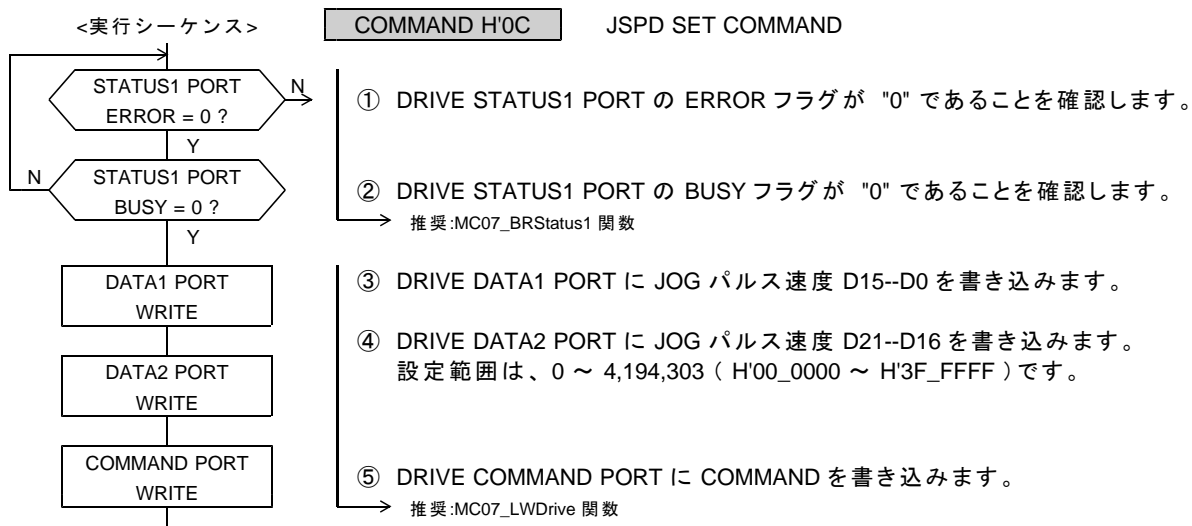 <実行シーケンス>
COMMAND H'0C
JSPD SET COMMAND
STATUS1 PORT
ERROR = 0 ?
N
Y
① DRIVE STATUS1 PORT の ERROR フラグが "0" であることを確認します。
STATUS1 PORT
BUSY = 0 ?
N
Y
② DRIVE STATUS1 PORT の BUSY フラグが "0" であることを確認します。
推奨:MC07_BRStatus1 関数
DATA1 PORT
WRITE
③ DRIVE DATA1 PORT に JOG パルス速度 D15--D0 を書き込みます。
DATA2 PORT
WRITE
④ DRIVE DATA2 PORT に JOG パルス速度 D21--D16 を書き込みます。
設定範囲は、0 ~ 4,194,303 ( H'00_0000 ~ H'3F_FFFF ) です。
COMMAND PORT
WRITE
⑤ DRIVE COMMAND PORT に COMMAND を書き込みます。
推奨:MC07_LWDrive 関数